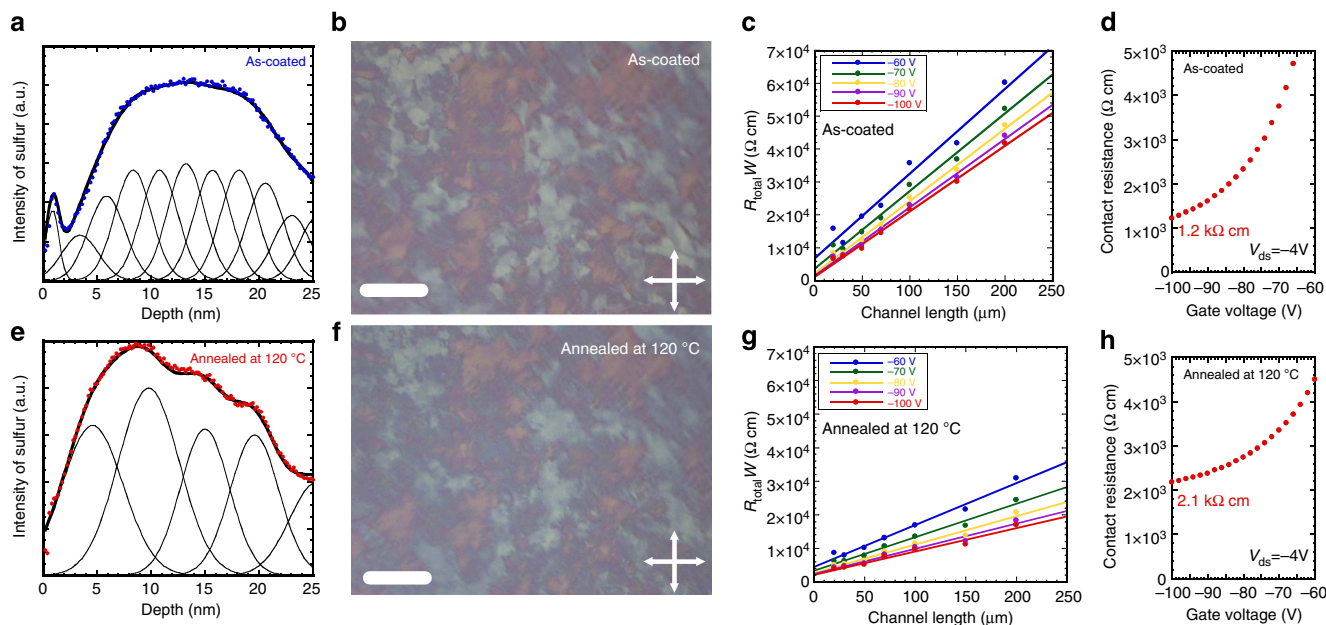 a
Intensity of sulfur (a.u.)
As-coated
0
5
10
15
20
25
Depth (nm)
b
As-coated
c
R_total W (Ω cm)
7×10⁴
6×10⁴
5×10⁴
4×10⁴
3×10⁴
2×10⁴
1×10⁴
0
−60 V
−70 V
−80 V
−90 V
−100 V
As-coated
0
50
100
150
200
250
Channel length (μm)
d
Contact resistance (Ω cm)
5×10³
4×10³
3×10³
2×10³
1×10³
0
As-coated
1.2 kΩ cm
V_ds=−4V
−100
−90
−80
−70
−60
Gate voltage (V)
e
Intensity of sulfur (a.u.)
Annealed at 120 °C
0
5
10
15
20
25
Depth (nm)
f
Annealed at 120 °C
g
R_total W (Ω cm)
7×10⁴
6×10⁴
5×10⁴
4×10⁴
3×10⁴
2×10⁴
1×10⁴
0
−60 V
−70 V
−80 V
−90 V
−100 V
Annealed at 120 °C
0
50
100
150
200
250
Channel length (μm)
h
Contact resistance (Ω cm)
5×10³
4×10³
3×10³
2×10³
1×10³
0
Annealed at 120 °C
2.1 kΩ cm
V_ds=−4V
−100
−90
−80
−70
−60
Gate voltage (V)